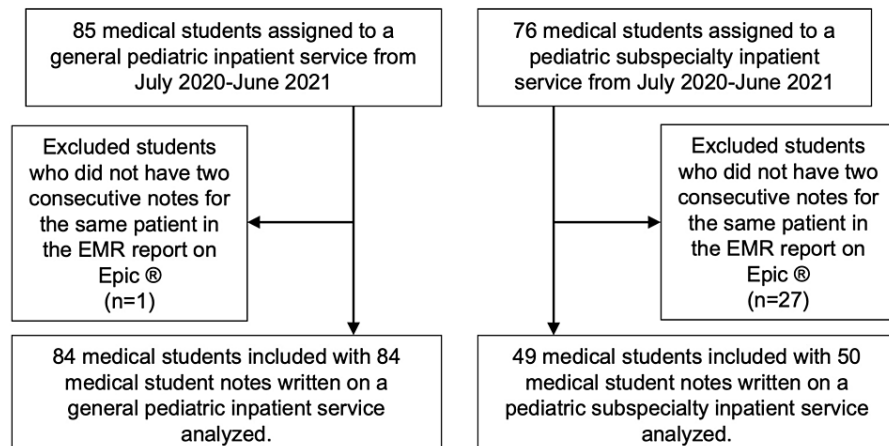 85 medical students assigned to a
general pediatric inpatient service from
July 2020-June 2021
76 medical students assigned to a
pediatric subspecialty inpatient
service from July 2020-June 2021
Excluded students
who did not have two
consecutive notes for
the same patient in
the EMR report on
Epic ®
(n=1)
Excluded students
who did not have two
consecutive notes for
the same patient in
the EMR report on
Epic ®
(n=27)
84 medical students included with 84
medical student notes written on a
general pediatric inpatient service
analyzed.
49 medical students included with 50
medical student notes written on a
pediatric subspecialty inpatient service
analyzed.